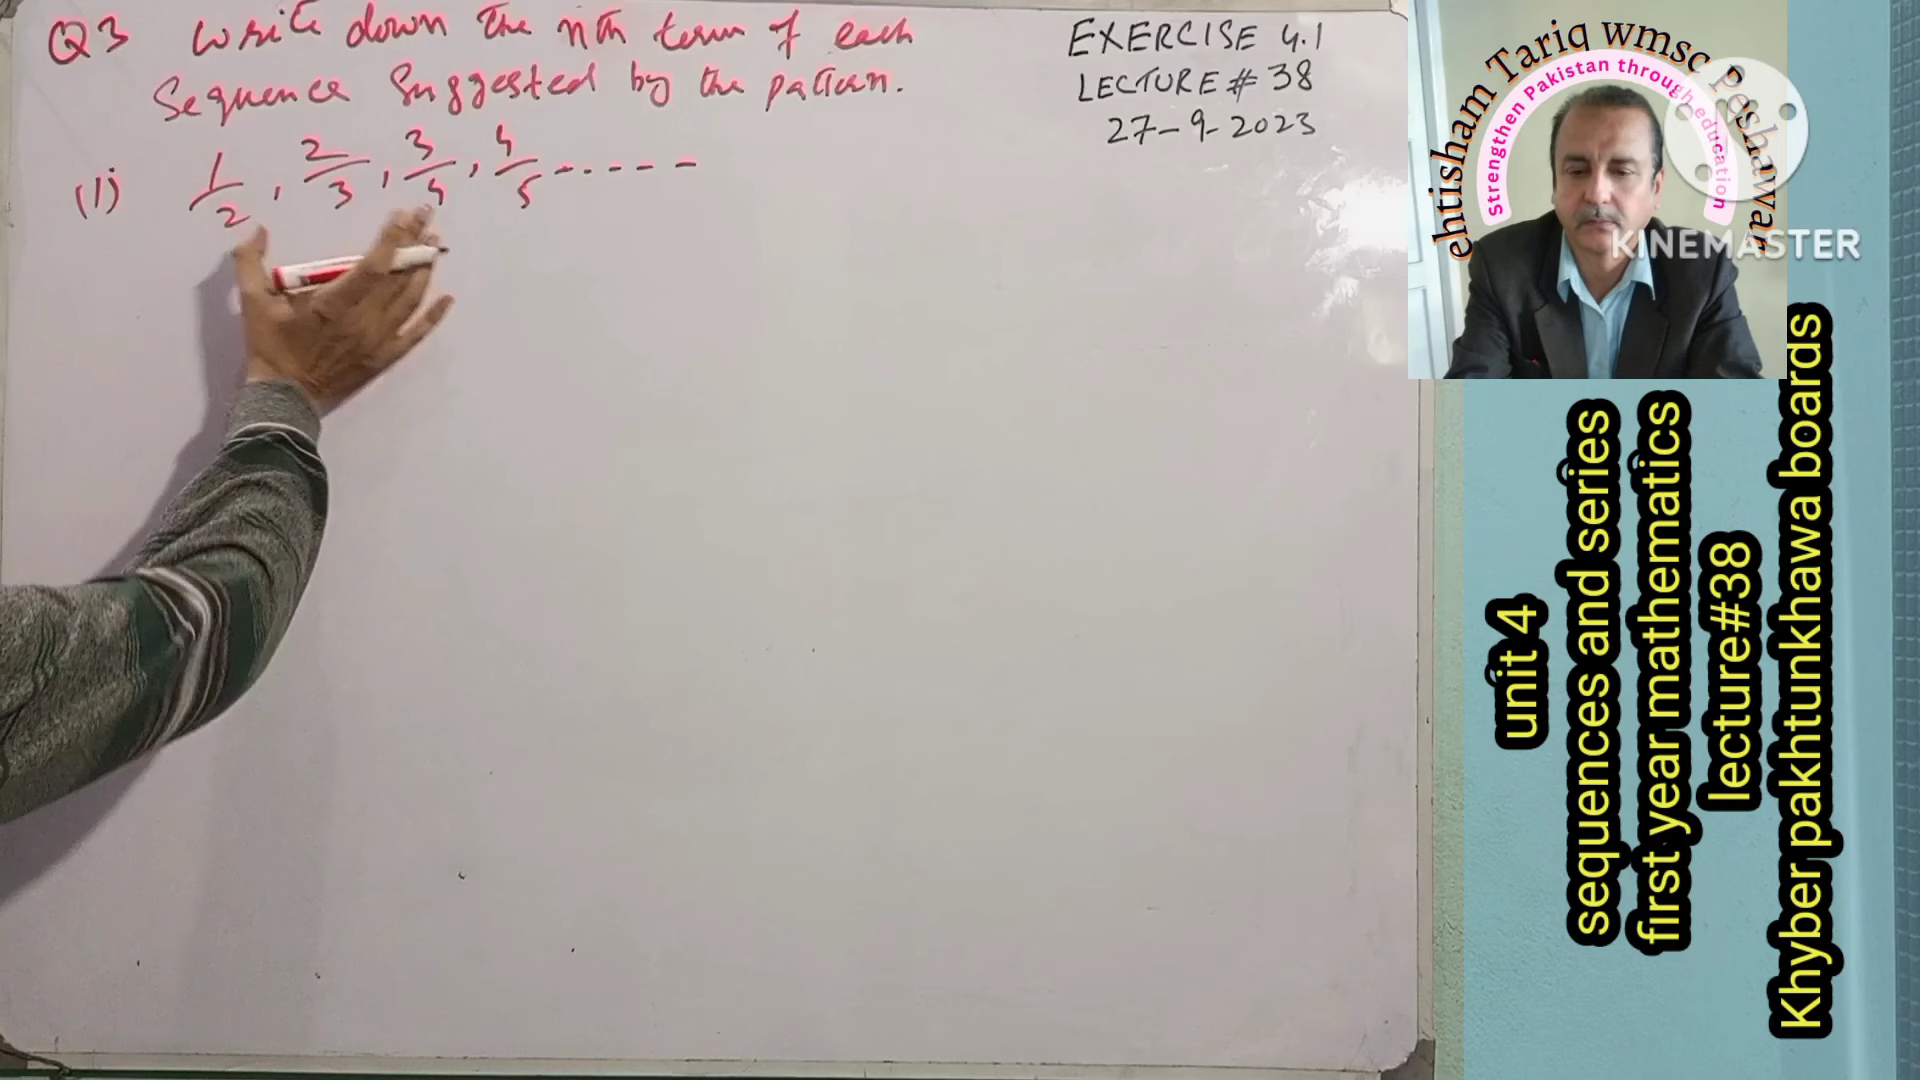 Q3 Write down the nth term of each
Sequence Suggested by the pattern.
(i) 1/2, 2/3, 3/4, 4/5 -------
EXERCISE 4.1
LECTURE # 38
27-9-2023
ehtisham Tariq wmsc Peshawar
Strengthen Pakistan through education
KINEMASTER
unit 4
sequences and series
first year mathematics
lecture#38
Khyber pakhtunkhawa boards